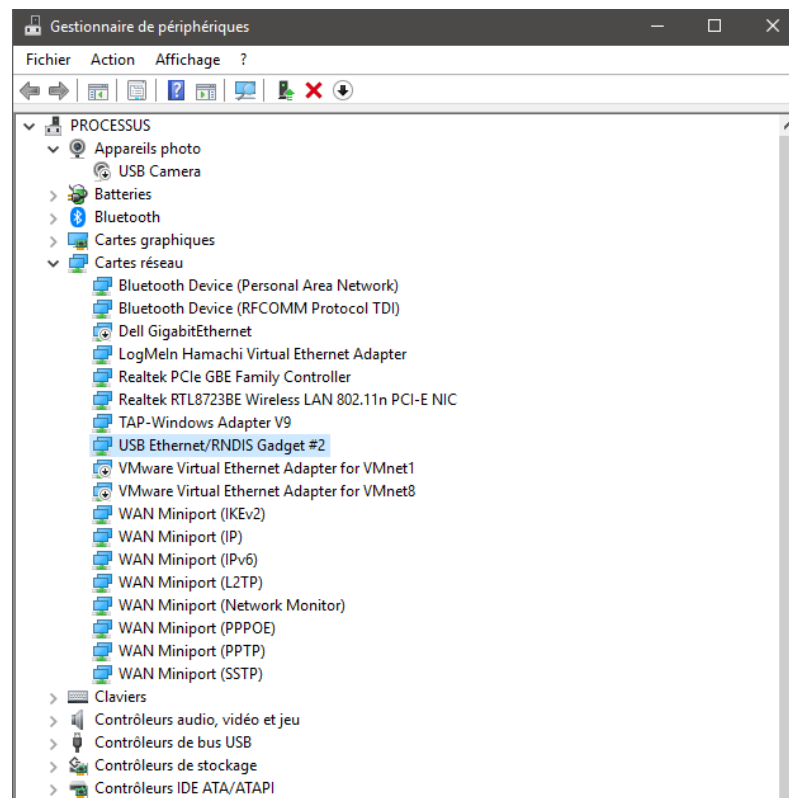 Gestionnaire de périphériques
Fichier Action Affichage ?
PROCESSUS
Appareils photo
USB Camera
Batteries
Bluetooth
Cartes graphiques
Cartes réseau
Bluetooth Device (Personal Area Network)
Bluetooth Device (RFCOMM Protocol TDI)
Dell GigabitEthernet
LogMeIn Hamachi Virtual Ethernet Adapter
Realtek PCIe GBE Family Controller
Realtek RTL8723BE Wireless LAN 802.11n PCI-E NIC
TAP-Windows Adapter V9
USB Ethernet/RNDIS Gadget #2
VMware Virtual Ethernet Adapter for VMnet1
VMware Virtual Ethernet Adapter for VMnet8
WAN Miniport (IKEv2)
WAN Miniport (IP)
WAN Miniport (IPv6)
WAN Miniport (L2TP)
WAN Miniport (Network Monitor)
WAN Miniport (PPPOE)
WAN Miniport (PPTP)
WAN Miniport (SSTP)
Claviers
Contrôleurs audio, vidéo et jeu
Contrôleurs de bus USB
Contrôleurs de stockage
Contrôleurs IDE ATA/ATAPI